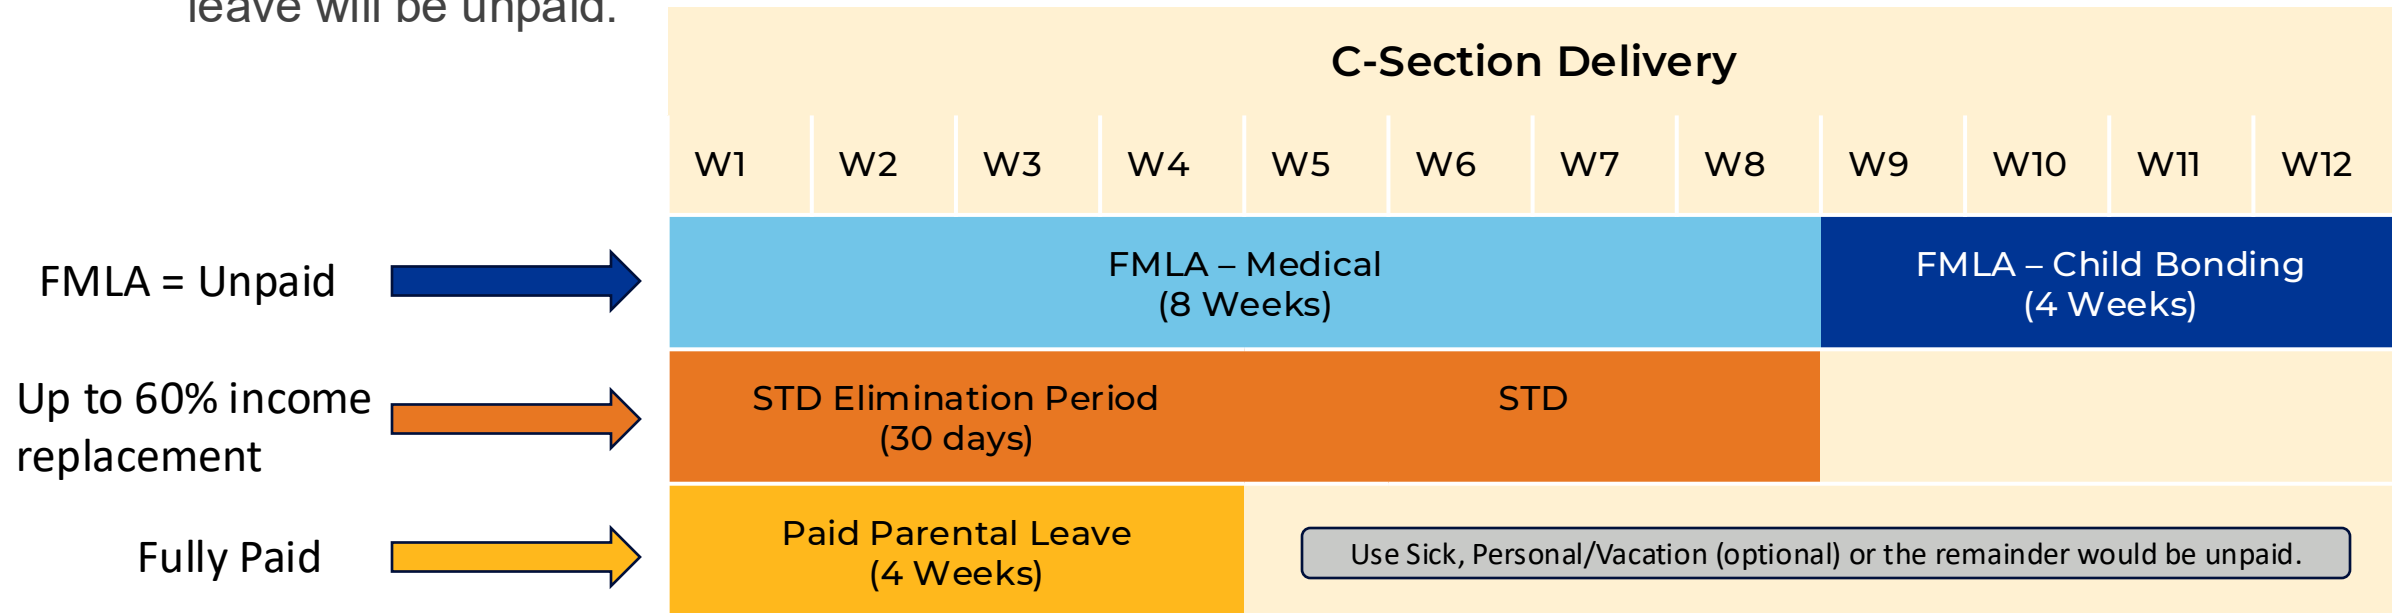 leave will be unpaid.
C-Section Delivery
W1 W2 W3 W4 W5 W6 W7 W8 W9 W10 W11 W12
FMLA = Unpaid
FMLA – Medical
(8 Weeks)
FMLA – Child Bonding
(4 Weeks)
Up to 60% income
replacement
STD Elimination Period
(30 days)
STD
Fully Paid
Paid Parental Leave
(4 Weeks)
Use Sick, Personal/Vacation (optional) or the remainder would be unpaid.